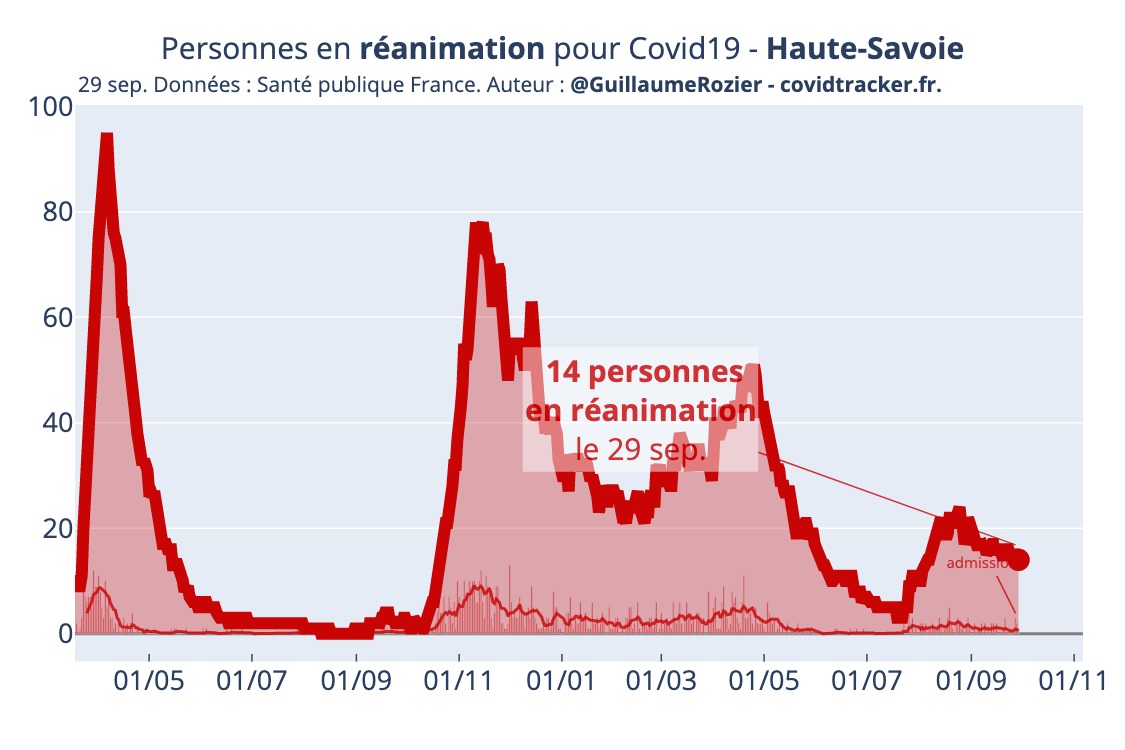 Personnes en réanimation pour Covid19 - Haute-Savoie
29 sep. Données : Santé publique France. Auteur : @GuillaumeRozier - covidtracker.fr.
100
80
60
40
20
0
14 personnes
en réanimation
le 29 sep.
admissio
01/05 01/07 01/09 01/11 01/01 01/03 01/05 01/07 01/09 01/11